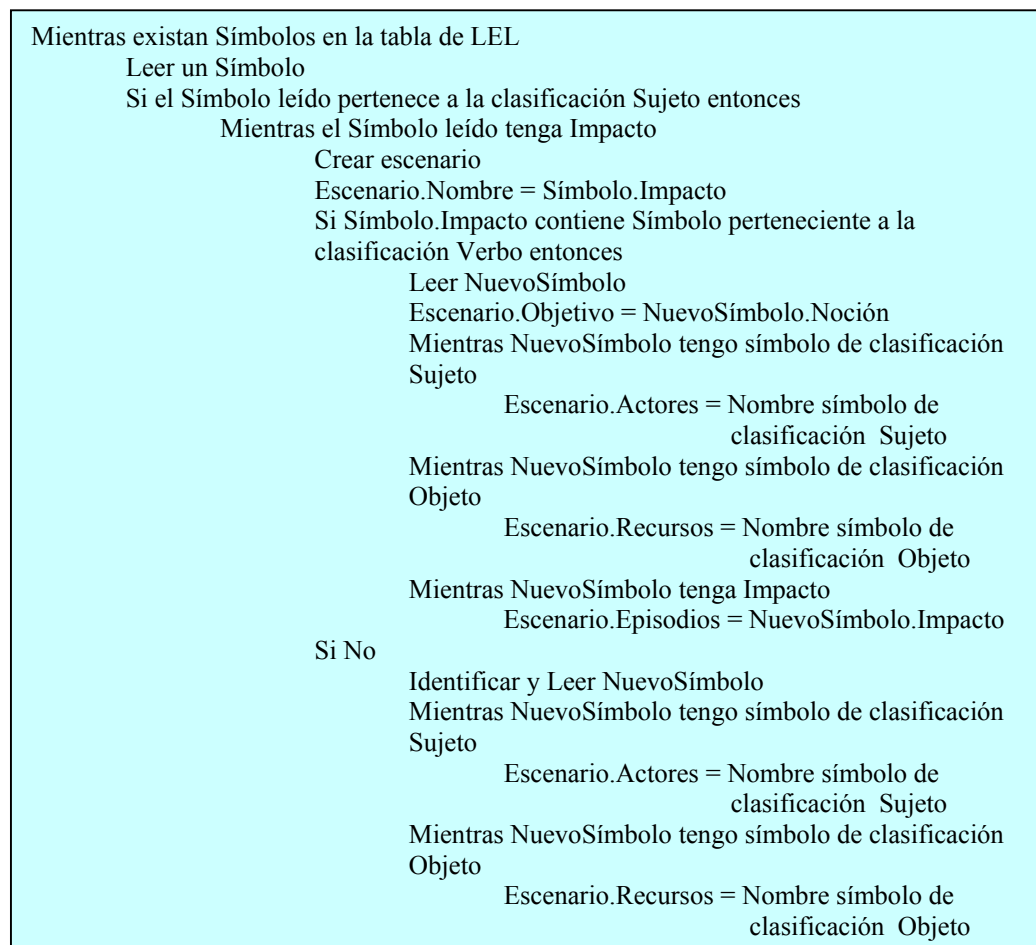 Mientras existan Símbolos en la tabla de LEL
Leer un Símbolo
Si el Símbolo leído pertenece a la clasificación Sujeto entonces
Mientras el Símbolo leído tenga Impacto
Crear escenario
Escenario.Nombre = Símbolo.Impacto
Si Símbolo.Impacto contiene Símbolo perteneciente a la
clasificación Verbo entonces
Leer NuevoSímbolo
Escenario.Objetivo = NuevoSímbolo.Noción
Mientras NuevoSímbolo tengo símbolo de clasificación
Sujeto
Escenario.Actores = Nombre símbolo de
clasificación Sujeto
Mientras NuevoSímbolo tengo símbolo de clasificación
Objeto
Escenario.Recursos = Nombre símbolo de
clasificación Objeto
Mientras NuevoSímbolo tenga Impacto
Escenario.Episodios = NuevoSímbolo.Impacto
Si No
Identificar y Leer NuevoSímbolo
Mientras NuevoSímbolo tengo símbolo de clasificación
Sujeto
Escenario.Actores = Nombre símbolo de
clasificación Sujeto
Mientras NuevoSímbolo tengo símbolo de clasificación
Objeto
Escenario.Recursos = Nombre símbolo de
clasificación Objeto